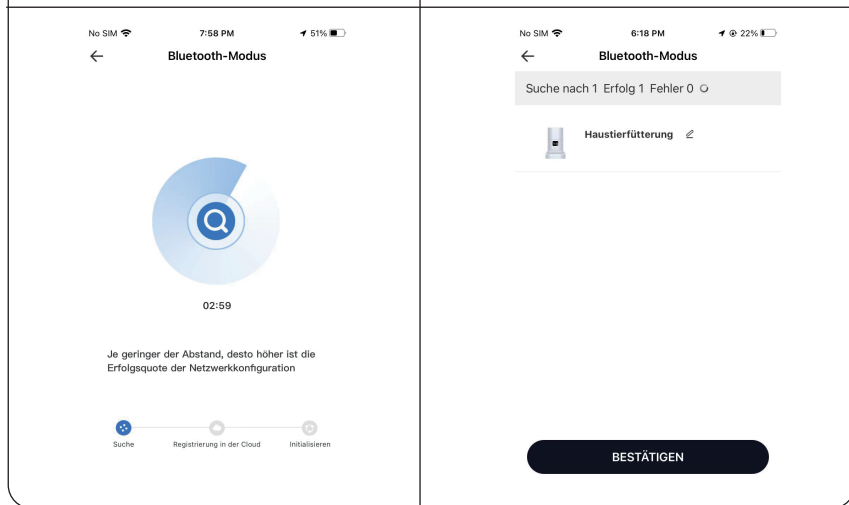 No SIM 7:58 PM 51%
Bluetooth-Modus
02:59
Je geringer der Abstand, desto höher ist die
Erfolgsquote der Netzwerkkonfiguration
Suche Registrierung in der Cloud Initialisieren
No SIM 6:18 PM 22%
Bluetooth-Modus
Suche nach 1 Erfolg 1 Fehler 0
Haustierfütterung
BESTÄTIGEN